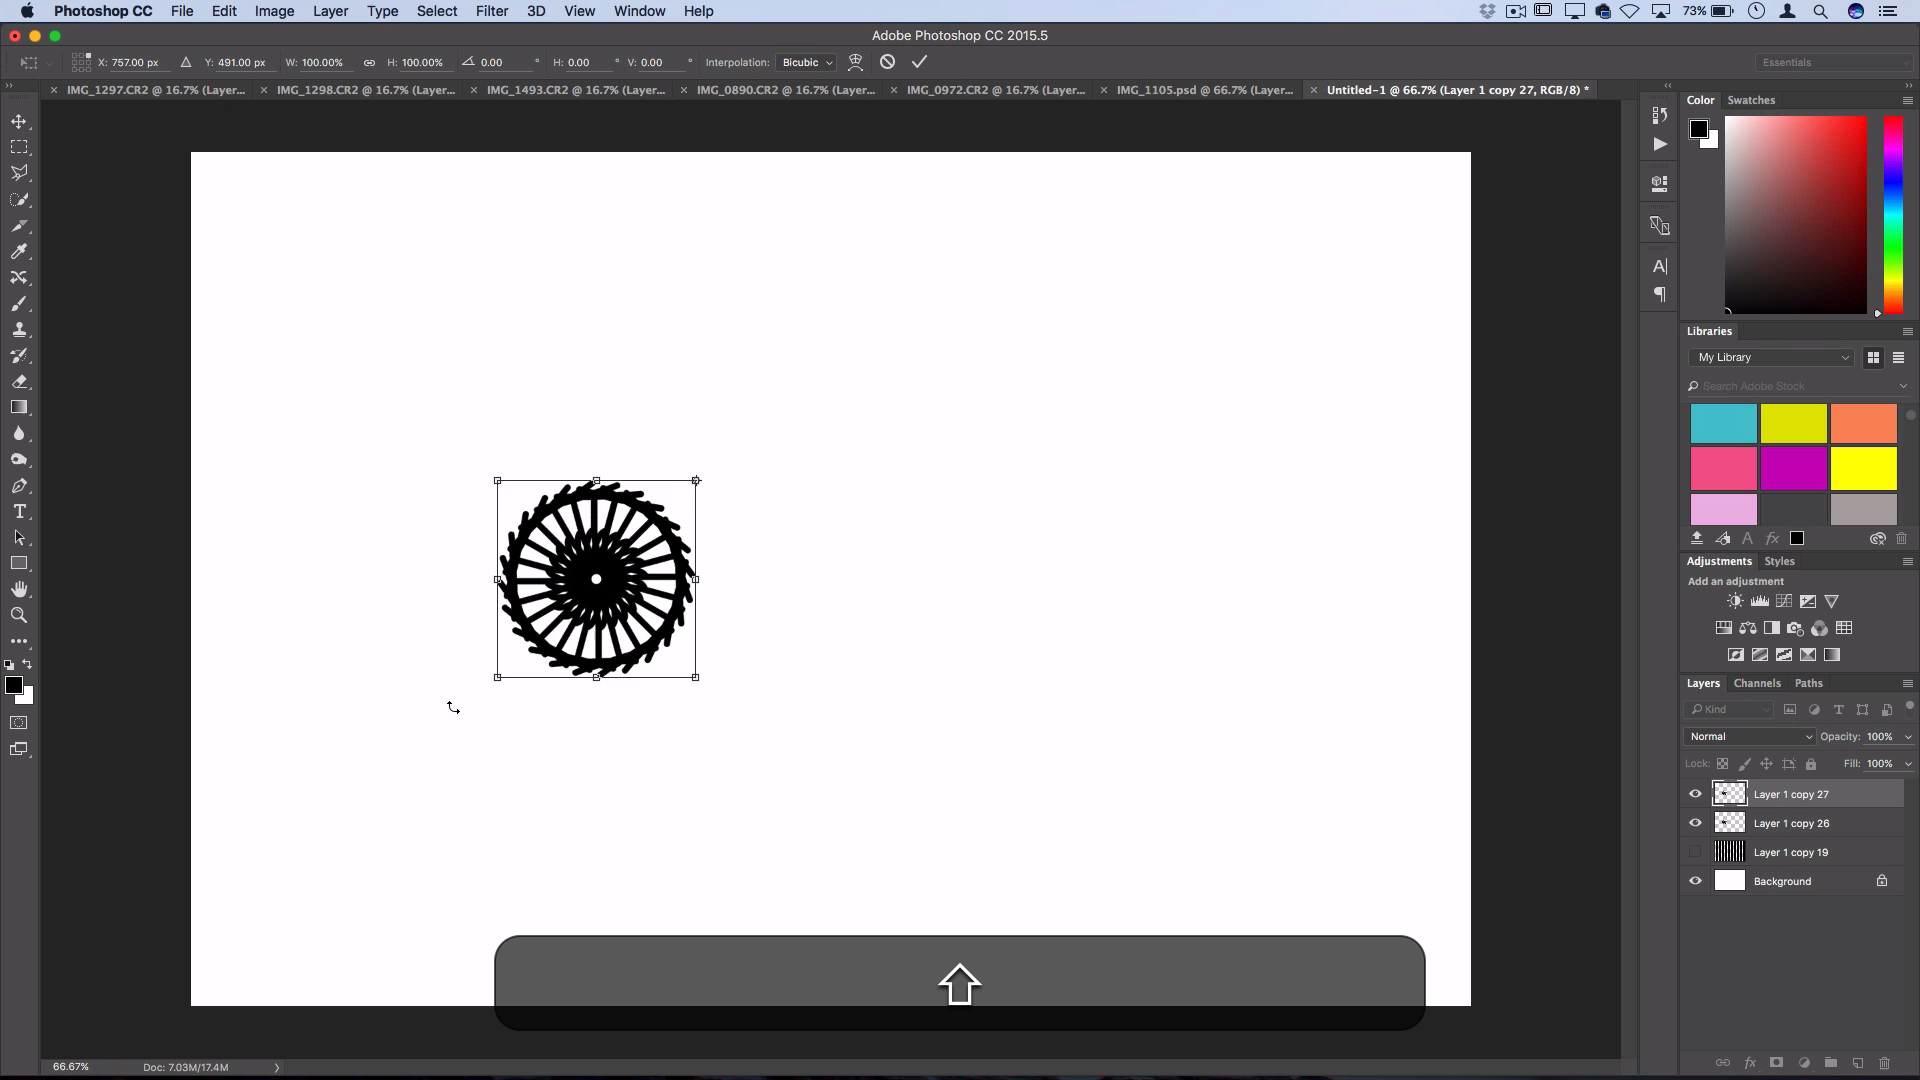 Photoshop CC File Edit Image Layer Type Select Filter 3D View Window Help 73%
Adobe Photoshop CC 2015.5
X: 757.00 px Y: 491.00 px W: 100.00% H: 100.00% 0.00 ° H: 0.00 ° V: 0.00 ° Interpolation: Bicubic Essentials
IMG_1297.CR2 @ 16.7% (Layer... IMG_1298.CR2 @ 16.7% (Layer... IMG_1493.CR2 @ 16.7% (Layer... IMG_0890.CR2 @ 16.7% (Layer... IMG_0972.CR2 @ 16.7% (Layer... IMG_1105.psd @ 66.7% (Layer... Untitled-1 @ 66.7% (Layer 1 copy 27, RGB/8) *
Color Swatches
Libraries
My Library
Search Adobe Stock
Adjustments Styles
Add an adjustment
Layers Channels Paths
Kind
Normal Opacity: 100%
Lock: Fill: 100%
Layer 1 copy 27
Layer 1 copy 26
Layer 1 copy 19
Background
66.67% Doc: 7.03M/17.4M